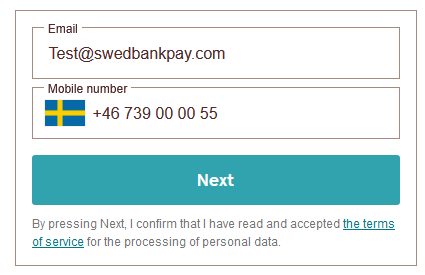 Email
Test@swedbankpay.com
Mobile number
+46 739 00 00 55
Next
By pressing Next, I confirm that I have read and accepted the terms
of service for the processing of personal data.